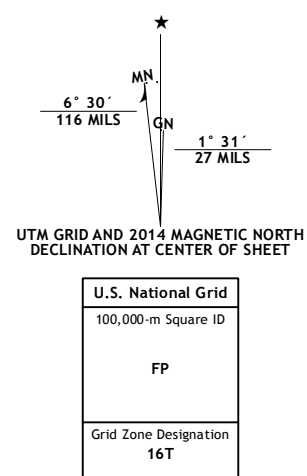 ★
MN.
GN
6° 30´
116 MILS
1° 31´
27 MILS
UTM GRID AND 2014 MAGNETIC NORTH
DECLINATION AT CENTER OF SHEET
U.S. National Grid
100,000-m Square ID
FP
Grid Zone Designation
16T